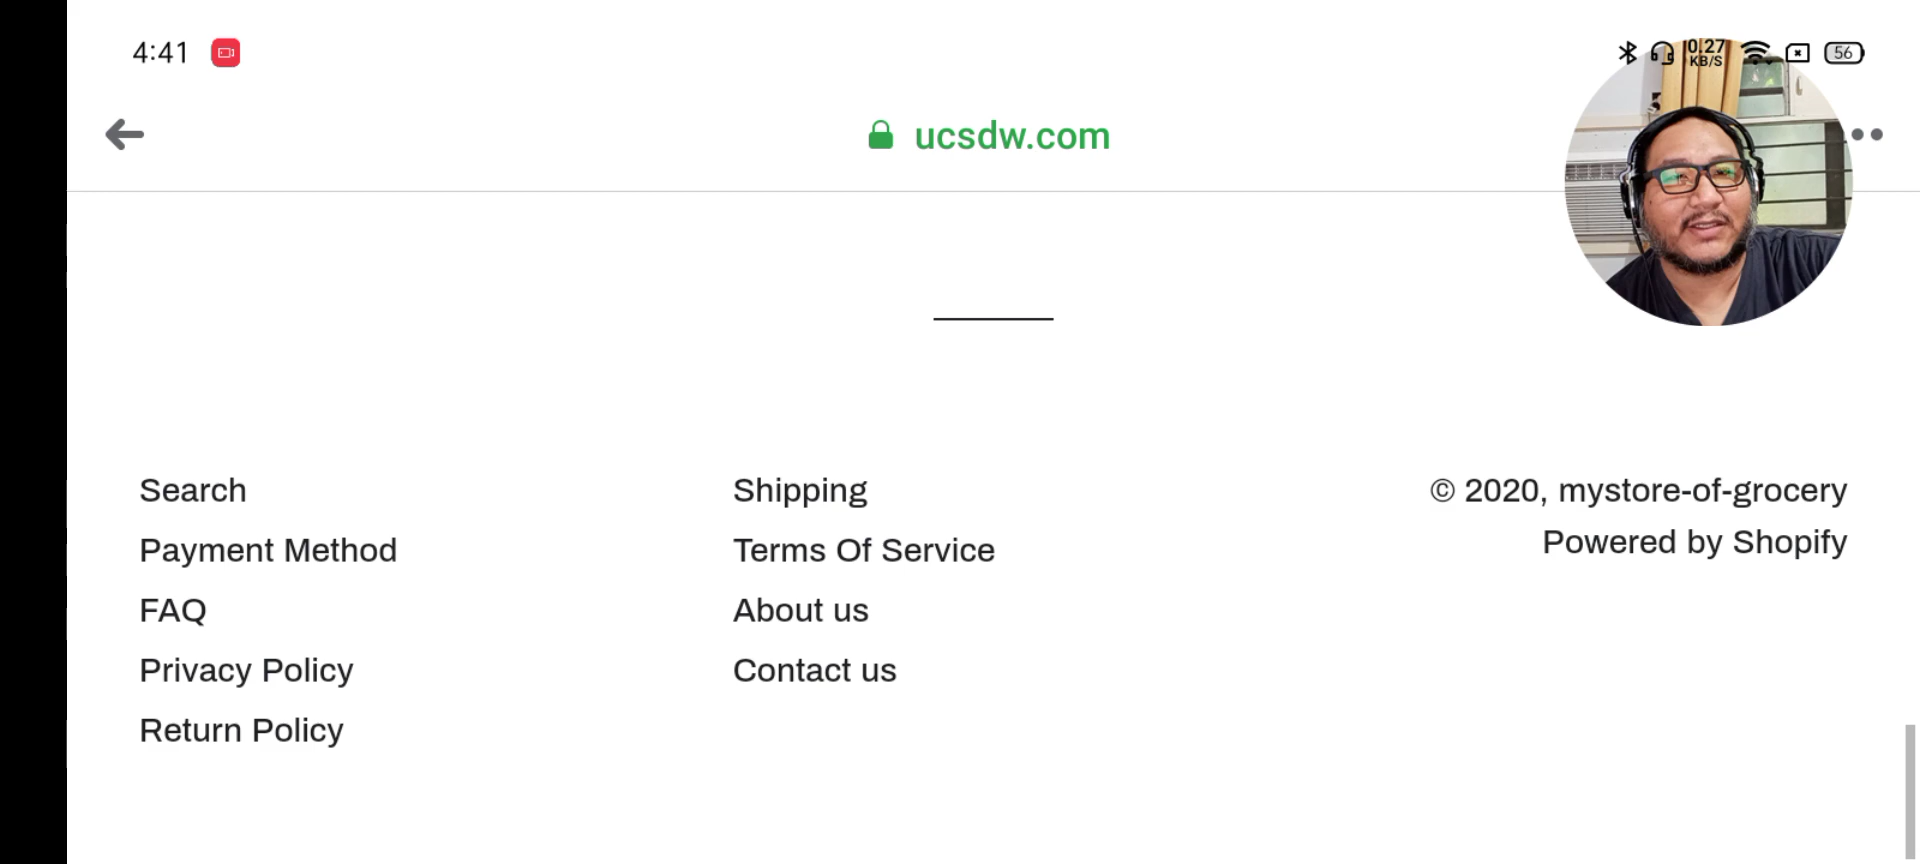 4:41
0.27
KB/S
56
ucsdw.com
Search
Payment Method
FAQ
Privacy Policy
Return Policy
Shipping
Terms Of Service
About us
Contact us
© 2020, mystore-of-grocery
Powered by Shopify